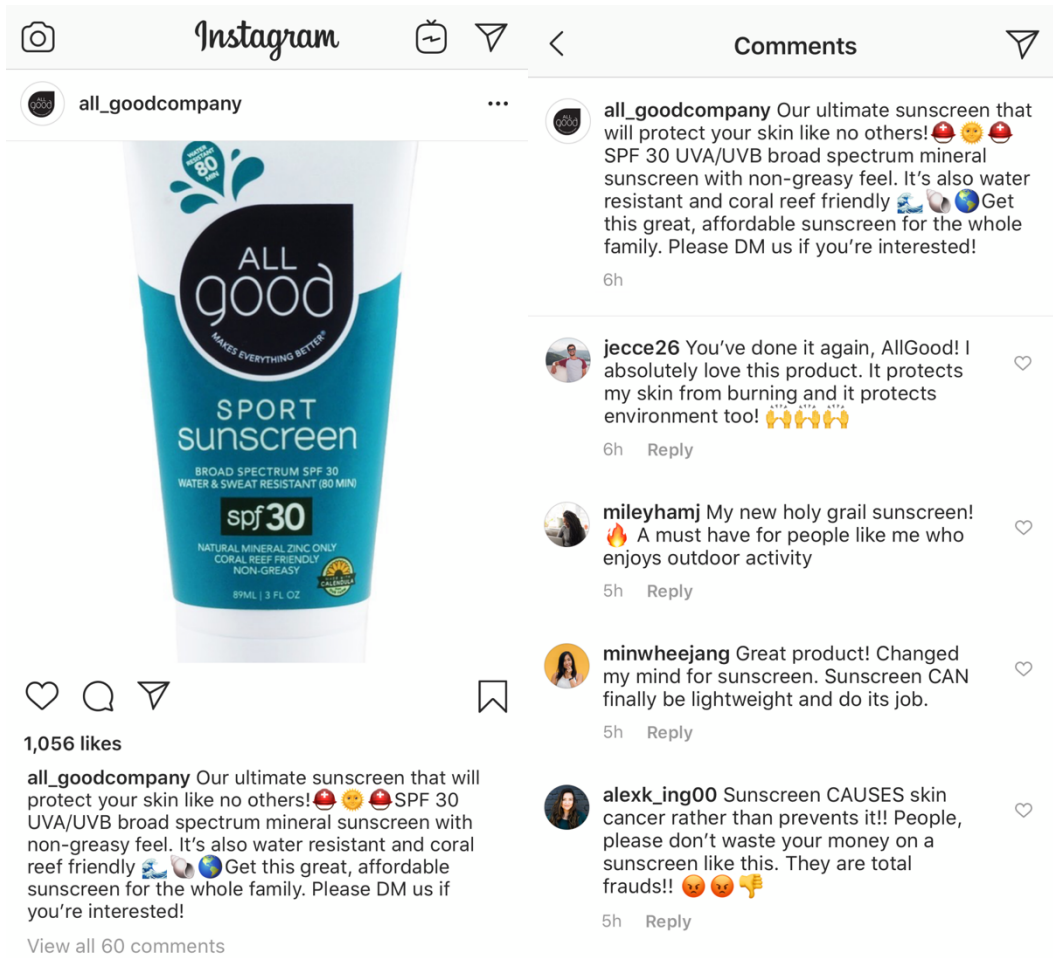 Instagram
all_goodcompany
WATER
RESISTANT
80
MIN
ALL
good
MAKES EVERYTHING BETTER®
SPORT
sunscreen
BROAD SPECTRUM SPF 30
WATER & SWEAT RESISTANT (80 MIN)
spf 30
NATURAL MINERAL ZINC ONLY
CORAL REEF FRIENDLY
NON-GREASY
MADE WITH
CALENDULA
89ML | 3 FL OZ
1,056 likes
all_goodcompany Our ultimate sunscreen that will
protect your skin like no others!⛑️🌞⛑️SPF 30
UVA/UVB broad spectrum mineral sunscreen with
non-greasy feel. It’s also water resistant and coral
reef friendly 🌊🐚🌎Get this great, affordable
sunscreen for the whole family. Please DM us if
you’re interested!
View all 60 comments
Comments
ALL
good
all_goodcompany Our ultimate sunscreen that
will protect your skin like no others!⛑️🌞⛑️
SPF 30 UVA/UVB broad spectrum mineral
sunscreen with non-greasy feel. It’s also water
resistant and coral reef friendly 🌊🐚🌎Get
this great, affordable sunscreen for the whole
family. Please DM us if you’re interested!
6h
jecce26 You’ve done it again, AllGood! I
absolutely love this product. It protects
my skin from burning and it protects
environment too! 🙌🙌🙌
6h Reply
mileyhamj My new holy grail sunscreen!
🔥 A must have for people like me who
enjoys outdoor activity
5h Reply
minwheejang Great product! Changed
my mind for sunscreen. Sunscreen CAN
finally be lightweight and do its job.
5h Reply
alexk_ing00 Sunscreen CAUSES skin
cancer rather than prevents it!! People,
please don’t waste your money on a
sunscreen like this. They are total
frauds!! 😡😡👎
5h Reply